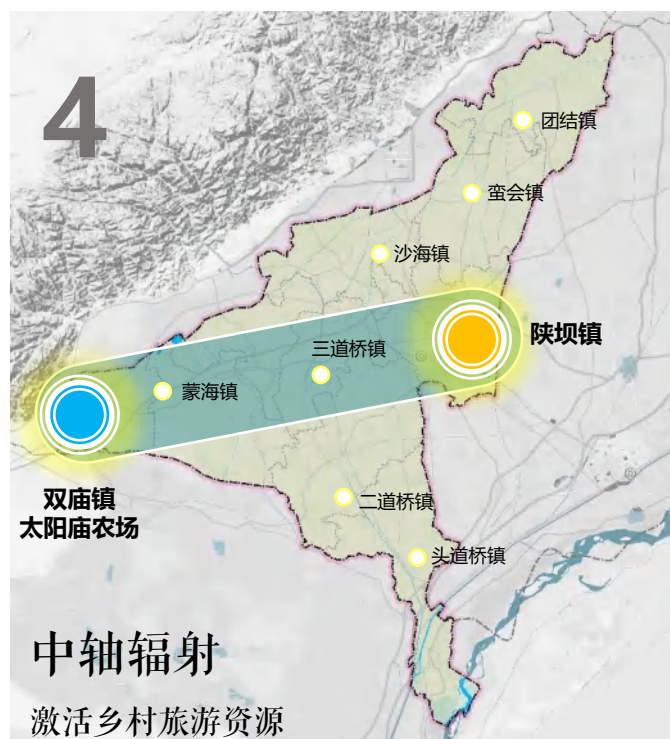 4
团结镇
蛮会镇
沙海镇
陕坝镇
三道桥镇
蒙海镇
双庙镇
太阳庙农场
二道桥镇
头道桥镇
中轴辐射
激活乡村旅游资源